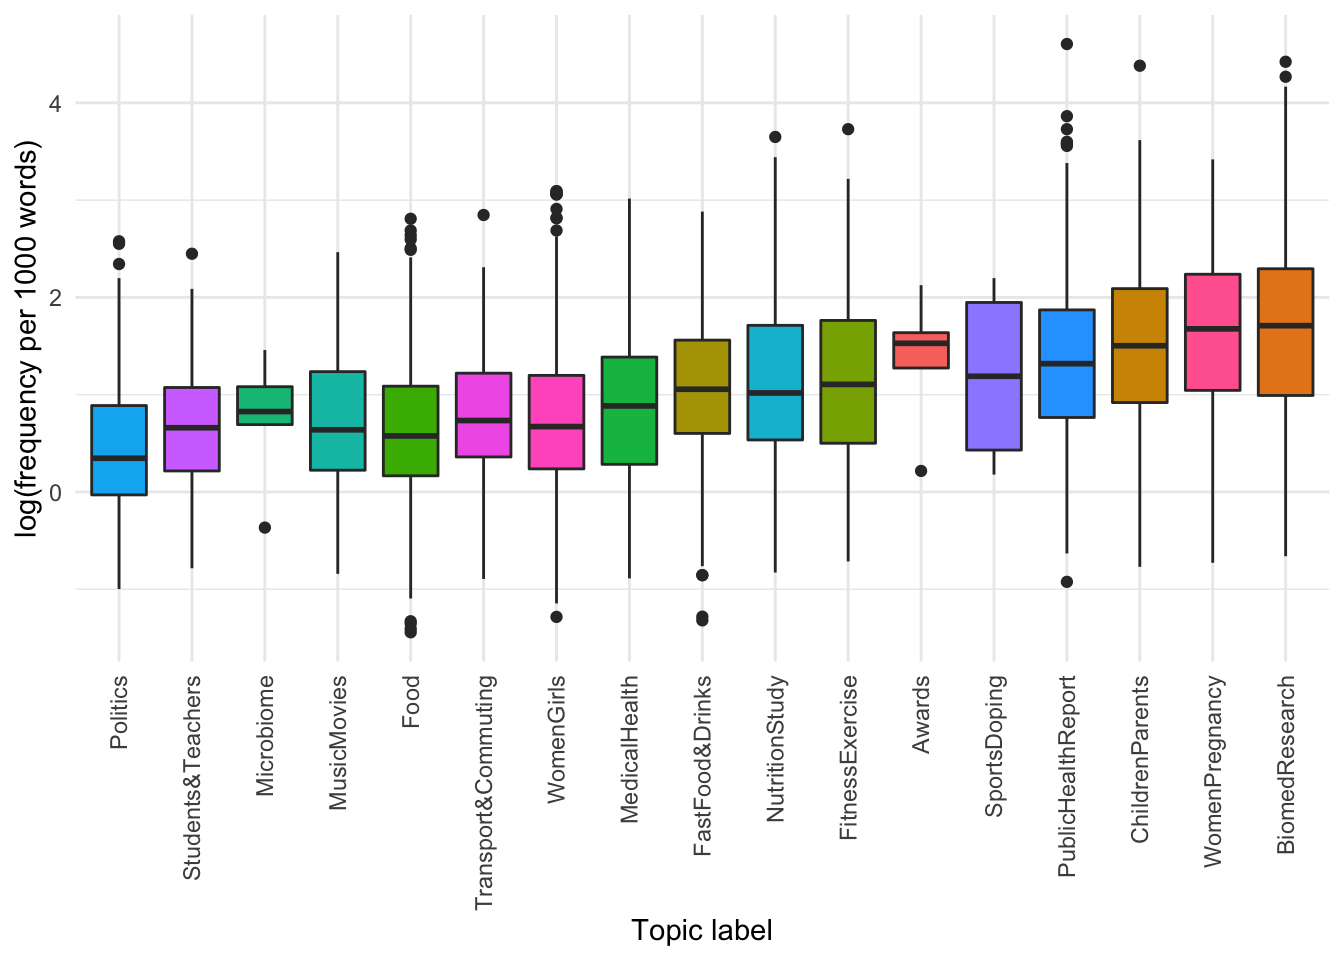 log(frequency per 1000 words)
4
2
0
Politics
Students&Teachers
Microbiome
MusicMovies
Food
Transport&Commuting
WomenGirls
MedicalHealth
FastFood&Drinks
NutritionStudy
FitnessExercise
Awards
SportsDoping
PublicHealthReport
ChildrenParents
WomenPregnancy
BiomedResearch
Topic label